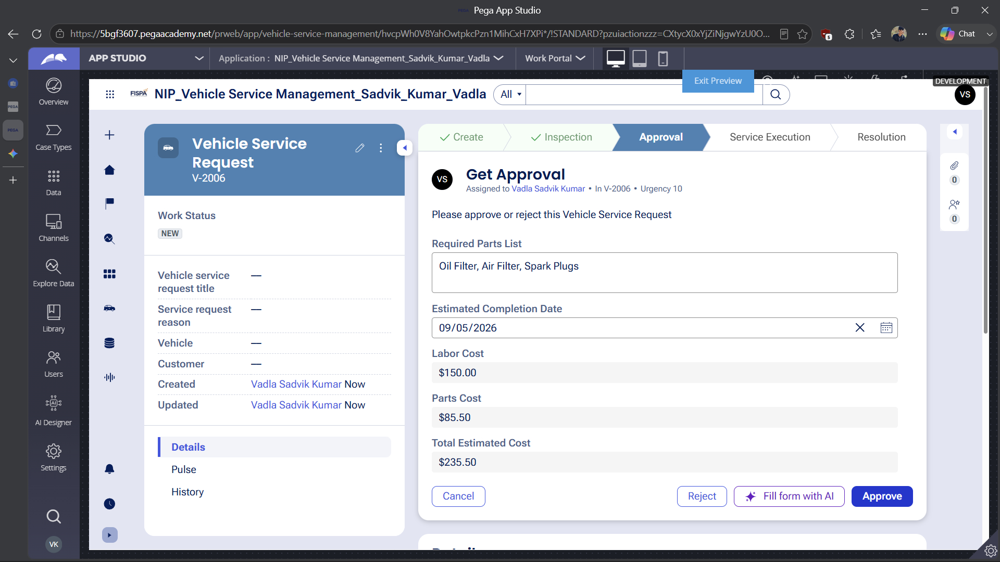 Pega App Studio
https://5bgf3607.pegaacademy.net/prweb/app/vehicle-service-management/hvcpWh0V8YahOwtpkcPzn1MihCxH7XPi*/!STANDARD?pzuiactionzzz=CXtycX0xYjZiNjgwYzU0O...
5
Chat
APP STUDIO
Application : NIP_Vehicle Service Management_Sadvik_Kumar_Vadla
Work Portal
Exit Preview
DEVELOPMENT
PEGA
PEGA
Overview
Case Types
Data
Channels
Explore Data
Library
Users
AI Designer
Settings
VK
FISPA
NIP_Vehicle Service Management_Sadvik_Kumar_Vadla
All
VS
Vehicle Service
Request
V-2006
Work Status
NEW
Vehicle service
request title
—
Service request
reason
—
Vehicle —
Customer —
Created Vadla Sadvik Kumar Now
Updated Vadla Sadvik Kumar Now
Details
Pulse
History
Create
Inspection
Approval
Service Execution
Resolution
VS
Get Approval
Assigned to Vadla Sadvik Kumar • In V-2006 • Urgency 10
Please approve or reject this Vehicle Service Request
Required Parts List
Oil Filter, Air Filter, Spark Plugs
Estimated Completion Date
09/05/2026
Labor Cost
$150.00
Parts Cost
$85.50
Total Estimated Cost
$235.50
Cancel
Reject
Fill form with AI
Approve
0
0